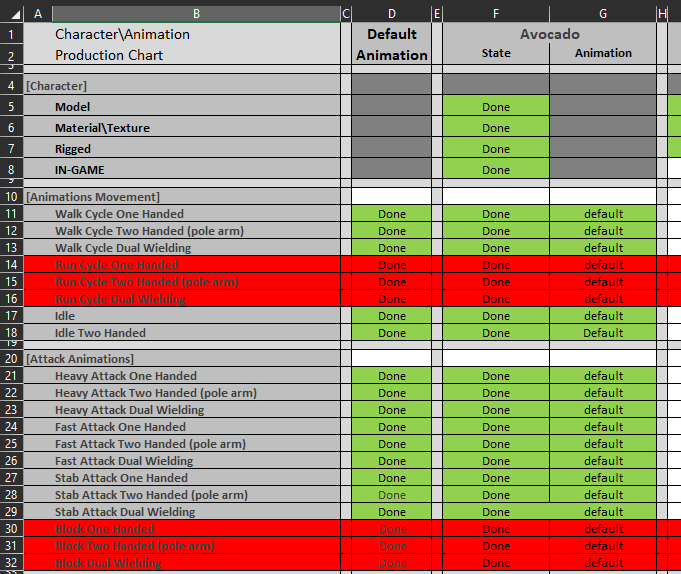 A B C D E F G H
1 Character\Animation Default Avocado
2 Production Chart Animation State Animation
3
4 [Character]
5 Model Done
6 Material\Texture Done
7 Rigged Done
8 IN-GAME Done
9
10 [Animations Movement]
11 Walk Cycle One Handed Done Done default
12 Walk Cycle Two Handed (pole arm) Done Done default
13 Walk Cycle Dual Wielding Done Done default
14 Run Cycle One Handed Done Done default
15 Run Cycle Two Handed (pole arm) Done Done default
16 Run Cycle Dual Wielding Done Done default
17 Idle Done Done default
18 Idle Two Handed Done Done Default
19
20 [Attack Animations]
21 Heavy Attack One Handed Done Done default
22 Heavy Attack Two Handed (pole arm) Done Done default
23 Heavy Attack Dual Wielding Done Done default
24 Fast Attack One Handed Done Done default
25 Fast Attack Two Handed (pole arm) Done Done default
26 Fast Attack Dual Wielding Done Done default
27 Stab Attack One Handed Done Done default
28 Stab Attack Two Handed (pole arm) Done Done default
29 Stab Attack Dual Wielding Done Done default
30 Block One Handed Done Done default
31 Block Two Handed (pole arm) Done Done default
32 Block Dual Wielding Done Done default